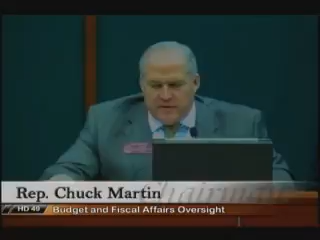 Rep. Chuck Martin
Chairman
HD 49 Budget and Fiscal Affairs Oversight